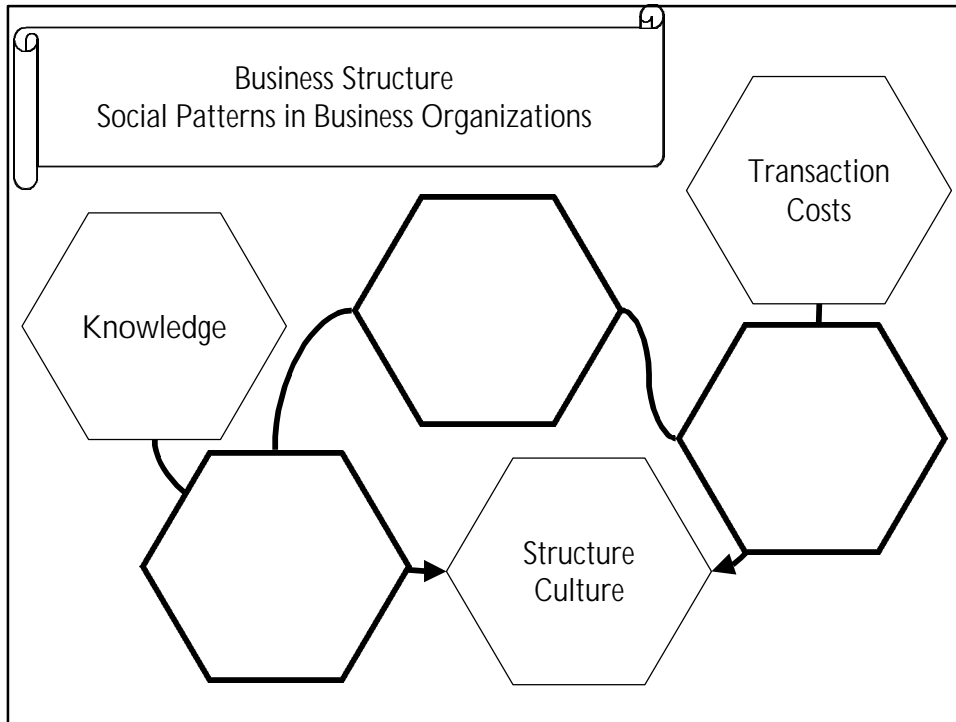 Business Structure
Social Patterns in Business Organizations
Transaction
Costs
Knowledge
Structure
Culture